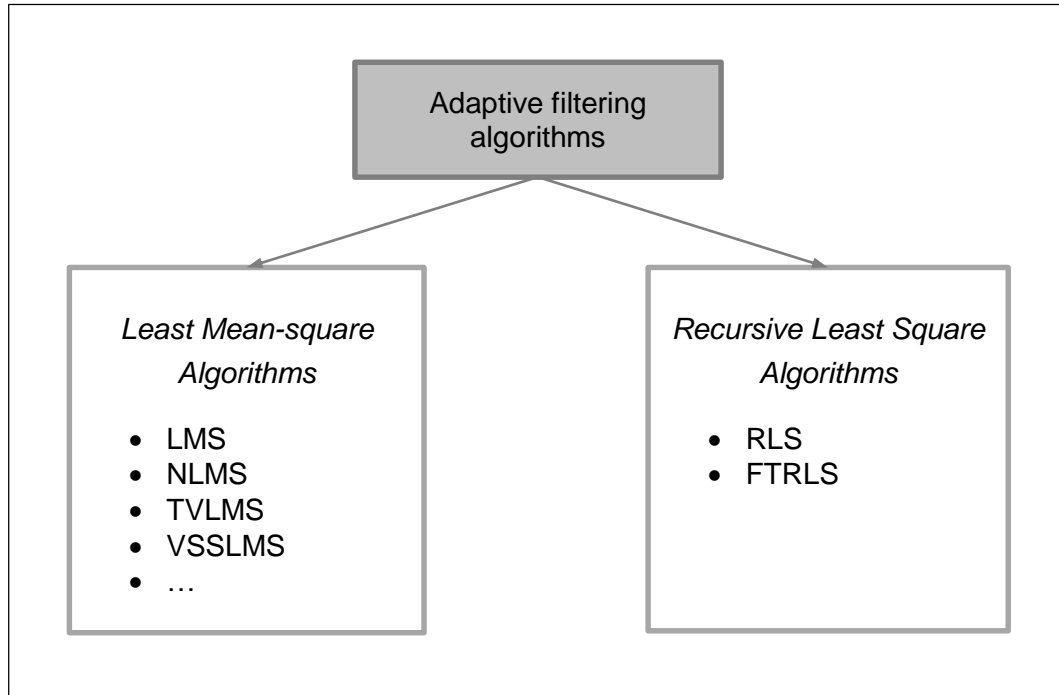 Adaptive filtering
algorithms
Least Mean-square
Algorithms
• LMS
• NLMS
• TVLMS
• VSSLMS
• …
Recursive Least Square
Algorithms
• RLS
• FTRLS